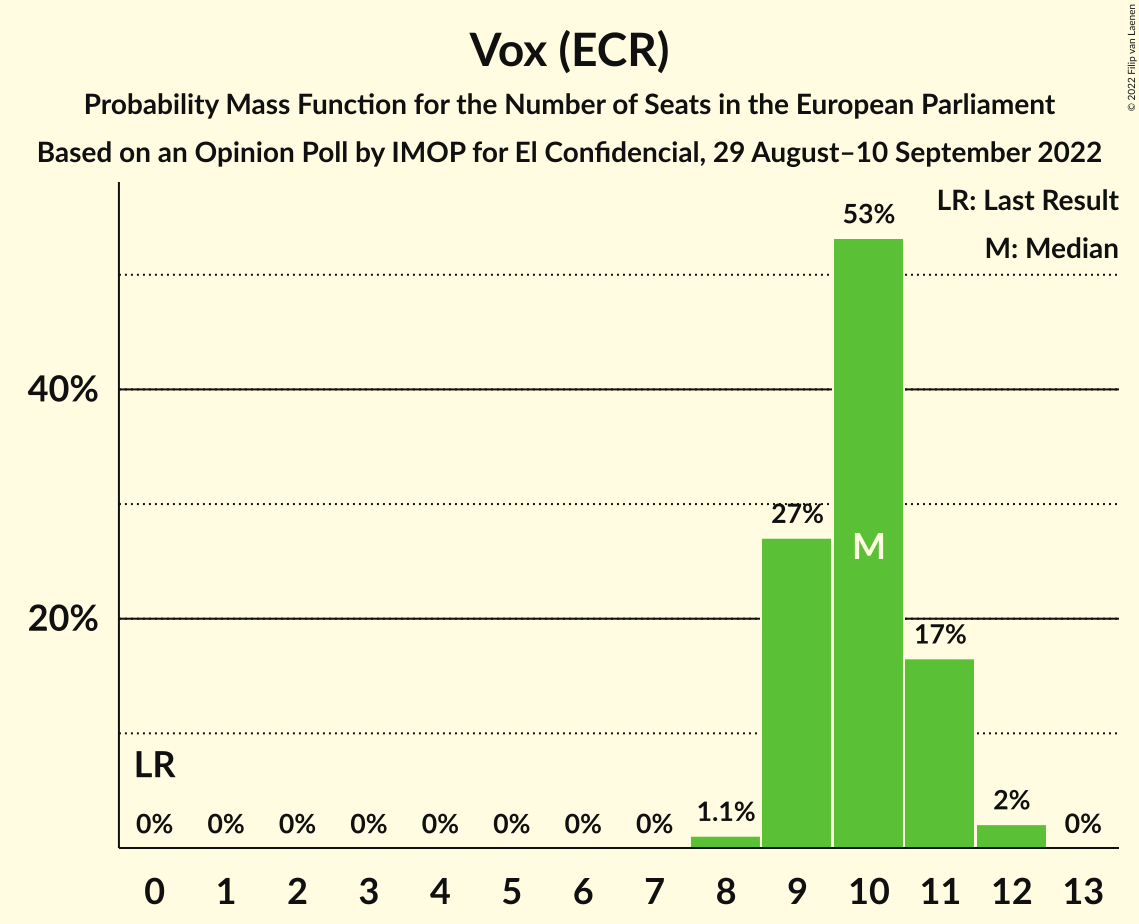 Vox (ECR)
Probability Mass Function for the Number of Seats in the European Parliament
Based on an Opinion Poll by IMOP for El Confidencial, 29 August–10 September 2022
© 2022 Filip van Laenen
LR: Last Result
M: Median
53%
40%
27%
M
20%
17%
LR
0% 0% 0% 0% 0% 0% 0% 0% 1.1% 2% 0%
0 1 2 3 4 5 6 7 8 9 10 11 12 13